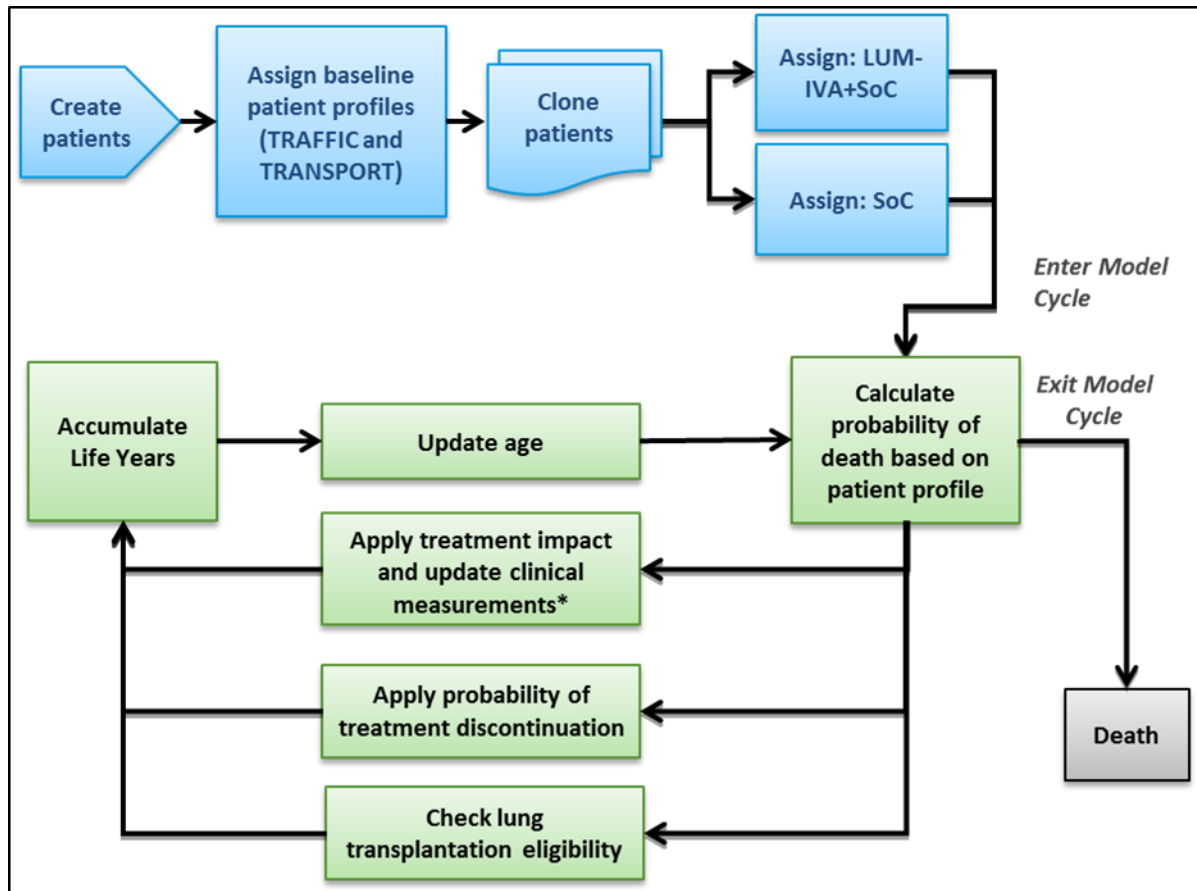 Create
patients
Assign baseline
patient profiles
(TRAFFIC and
TRANSPORT)
Clone
patients
Assign: LUM-
IVA+SoC
Assign: SoC
Enter Model
Cycle
Exit Model
Cycle
Calculate
probability of
death based on
patient profile
Accumulate
Life Years
Update age
Apply treatment impact
and update clinical
measurements*
Apply probability of
treatment discontinuation
Check lung
transplantation eligibility
Death